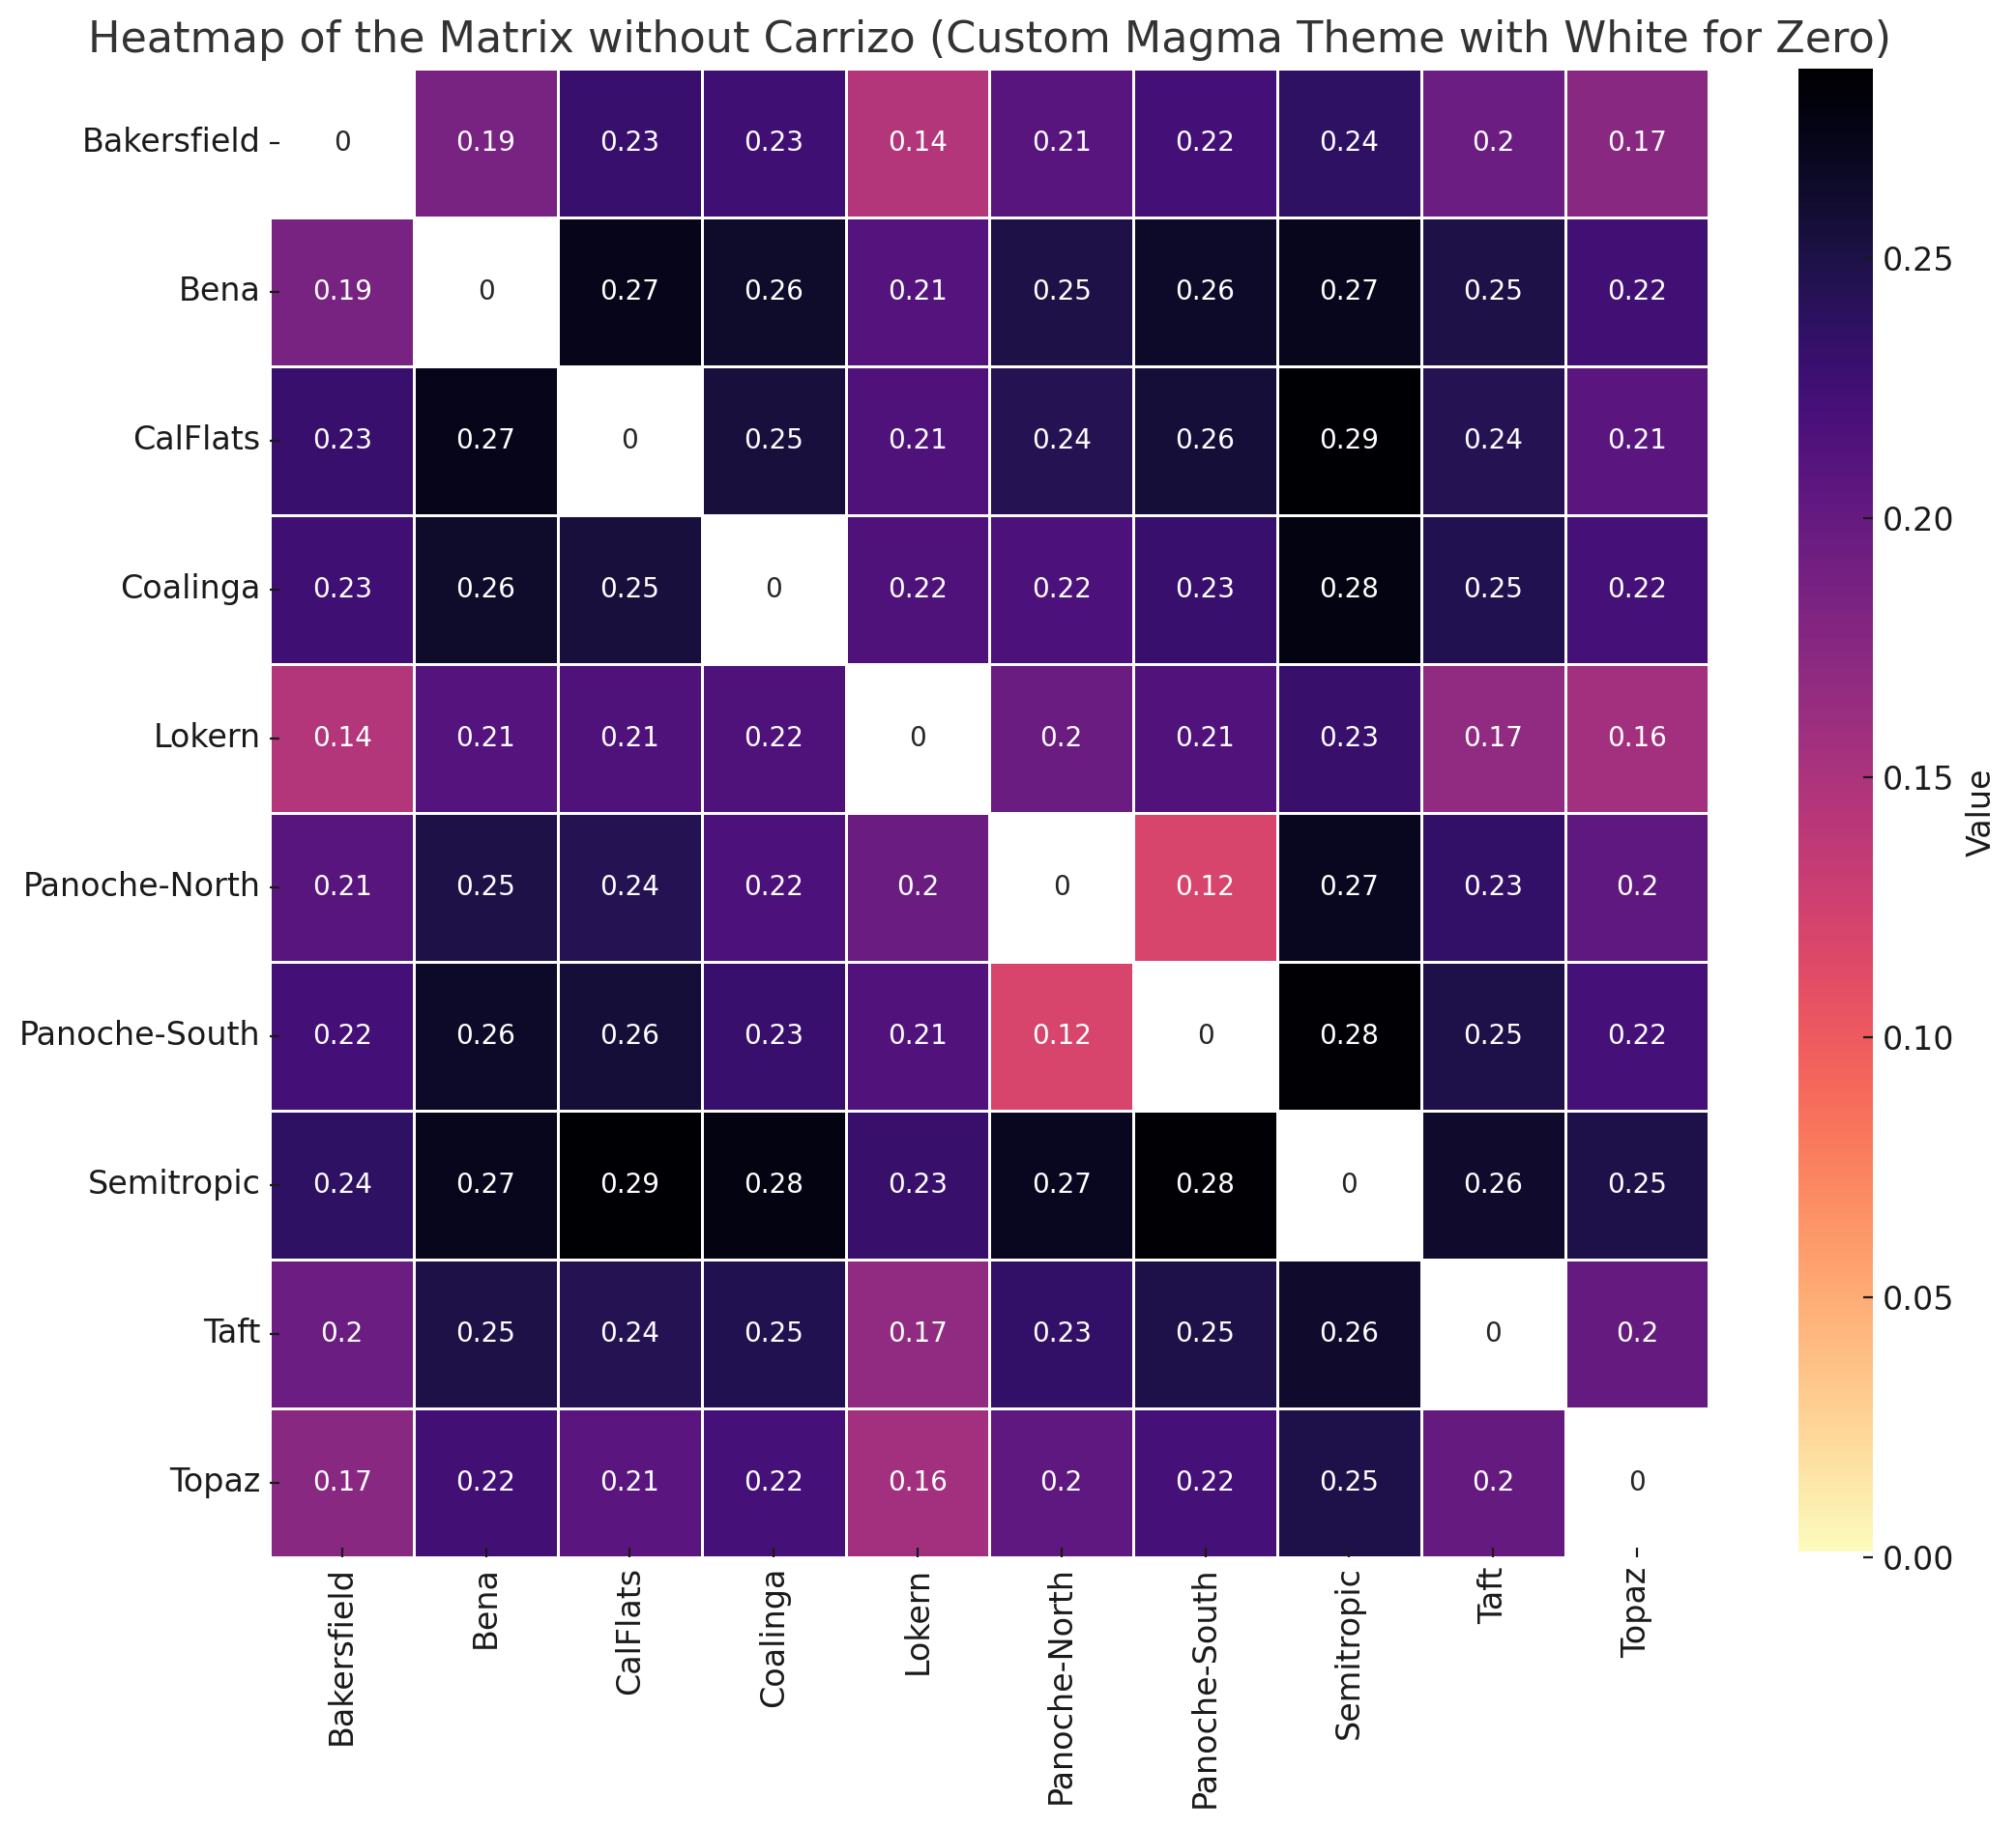 Heatmap of the Matrix without Carrizo (Custom Magma Theme with White for Zero)
Bakersfield 0 0.19 0.23 0.23 0.14 0.21 0.22 0.24 0.2 0.17
Bena 0.19 0 0.27 0.26 0.21 0.25 0.26 0.27 0.25 0.22
CalFlats 0.23 0.27 0 0.25 0.21 0.24 0.26 0.29 0.24 0.21
Coalinga 0.23 0.26 0.25 0 0.22 0.22 0.23 0.28 0.25 0.22
Lokern 0.14 0.21 0.21 0.22 0 0.2 0.21 0.23 0.17 0.16
Panoche-North 0.21 0.25 0.24 0.22 0.2 0 0.12 0.27 0.23 0.2
Panoche-South 0.22 0.26 0.26 0.23 0.21 0.12 0 0.28 0.25 0.22
Semitropic 0.24 0.27 0.29 0.28 0.23 0.27 0.28 0 0.26 0.25
Taft 0.2 0.25 0.24 0.25 0.17 0.23 0.25 0.26 0 0.2
Topaz 0.17 0.22 0.21 0.22 0.16 0.2 0.22 0.25 0.2 0
Bakersfield
Bena
CalFlats
Coalinga
Lokern
Panoche-North
Panoche-South
Semitropic
Taft
Topaz
0.25
0.20
0.15
0.10
0.05
0.00
Value